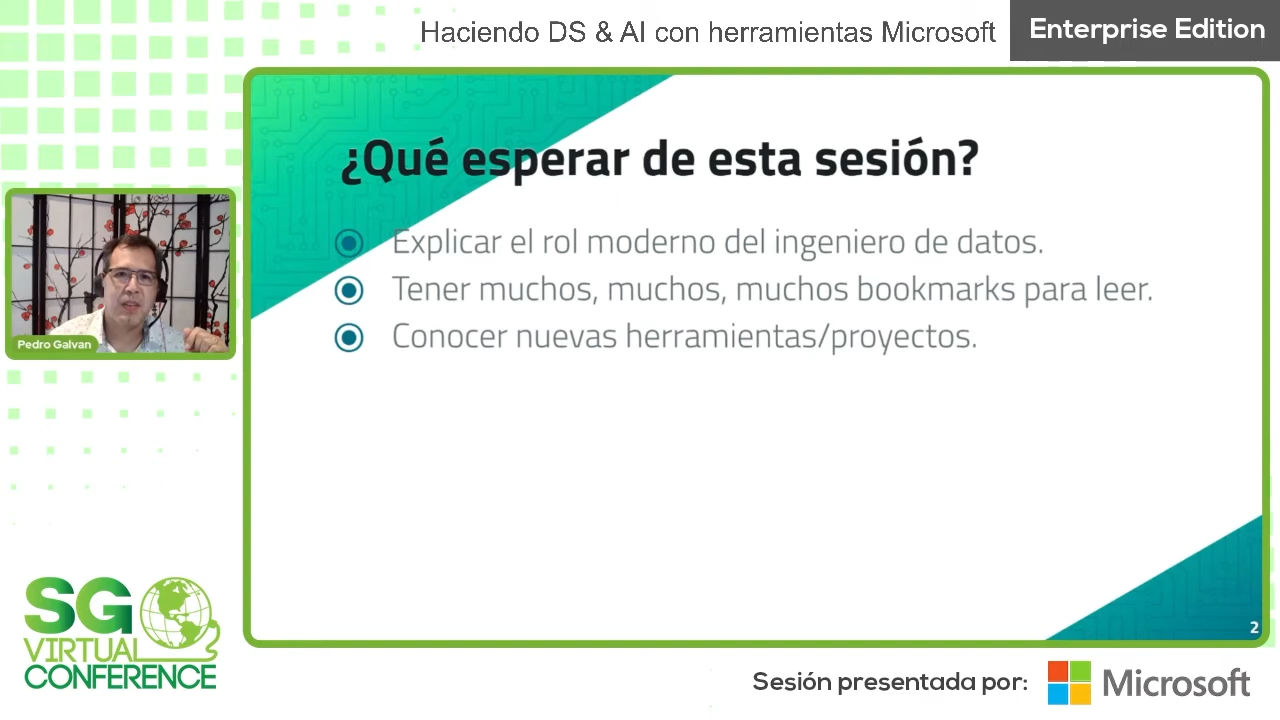 Haciendo DS & AI con herramientas Microsoft
Enterprise Edition
¿Qué esperar de esta sesión?
Explicar el rol moderno del ingeniero de datos.
Tener muchos, muchos, muchos bookmarks para leer.
Conocer nuevas herramientas/proyectos.
Pedro Galvan
2
SG
VIRTUAL
CONFERENCE
Sesión presentada por:
Microsoft